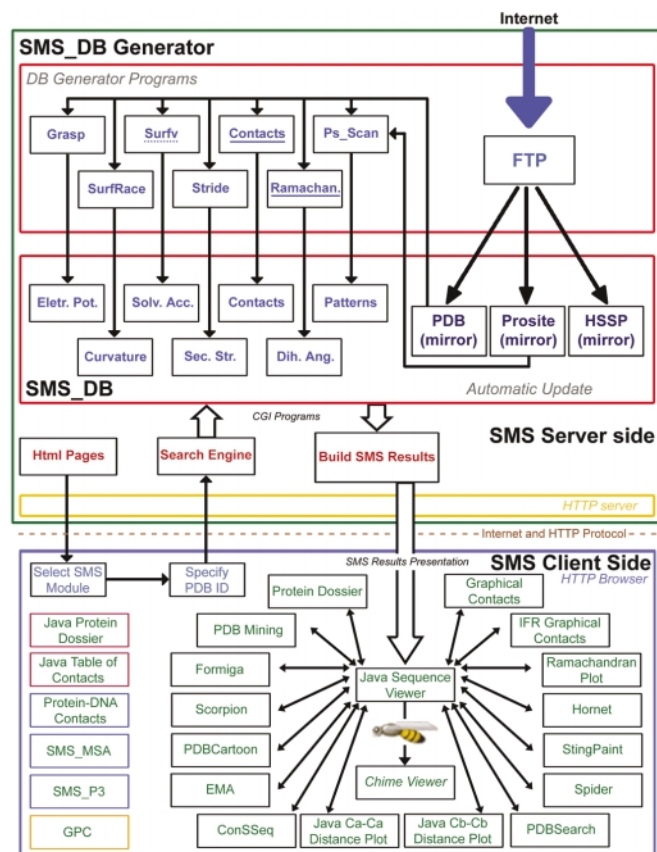 Internet
SMS_DB Generator
DB Generator Programs
Grasp
Surfv
Contacts
Ps_Scan
FTP
SurfRace
Stride
Ramachan.
Eletr. Pot.
Solv. Acc.
Contacts
Patterns
PDB
(mirror)
Prosite
(mirror)
HSSP
(mirror)
Curvature
Sec. Str.
Dih. Ang.
SMS_DB
Automatic Update
CGI Programs
SMS Server side
Html Pages
Search Engine
Build SMS Results
HTTP server
Internet and HTTP Protocol
SMS Results Presentation
SMS Client Side
HTTP Browser
Select SMS
Module
Specify
PDB ID
Protein Dossier
Graphical
Contacts
Java Protein
Dossier
PDB Mining
IFR Graphical
Contacts
Java Table of
Contacts
Formiga
Java Sequence
Viewer
Ramachandran
Plot
Protein-DNA
Contacts
Scorpion
Hornet
SMS_MSA
PDBCartoon
StingPaint
SMS_P3
EMA
Chime Viewer
Spider
GPC
ConSSeq
Java Ca-Ca
Distance Plot
Java Cb-Cb
Distance Plot
PDBSearch